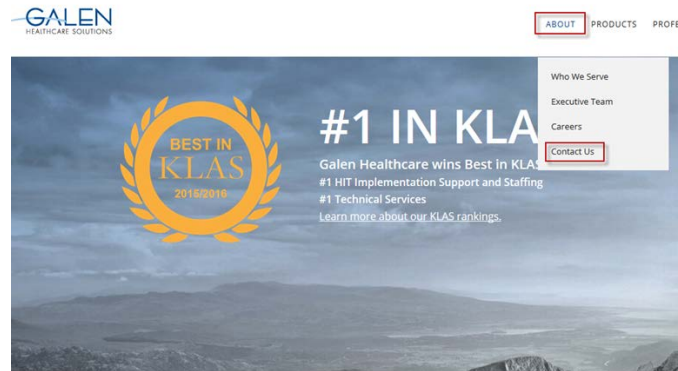 GALEN
HEALTHCARE SOLUTIONS
ABOUT PRODUCTS PROFE
Who We Serve
Executive Team
Careers
Contact Us
BEST IN
KLAS
2015/2016
#1 IN KLA
Galen Healthcare wins Best in KLAS
#1 HIT Implementation Support and Staffing
#1 Technical Services
Learn more about our KLAS rankings.